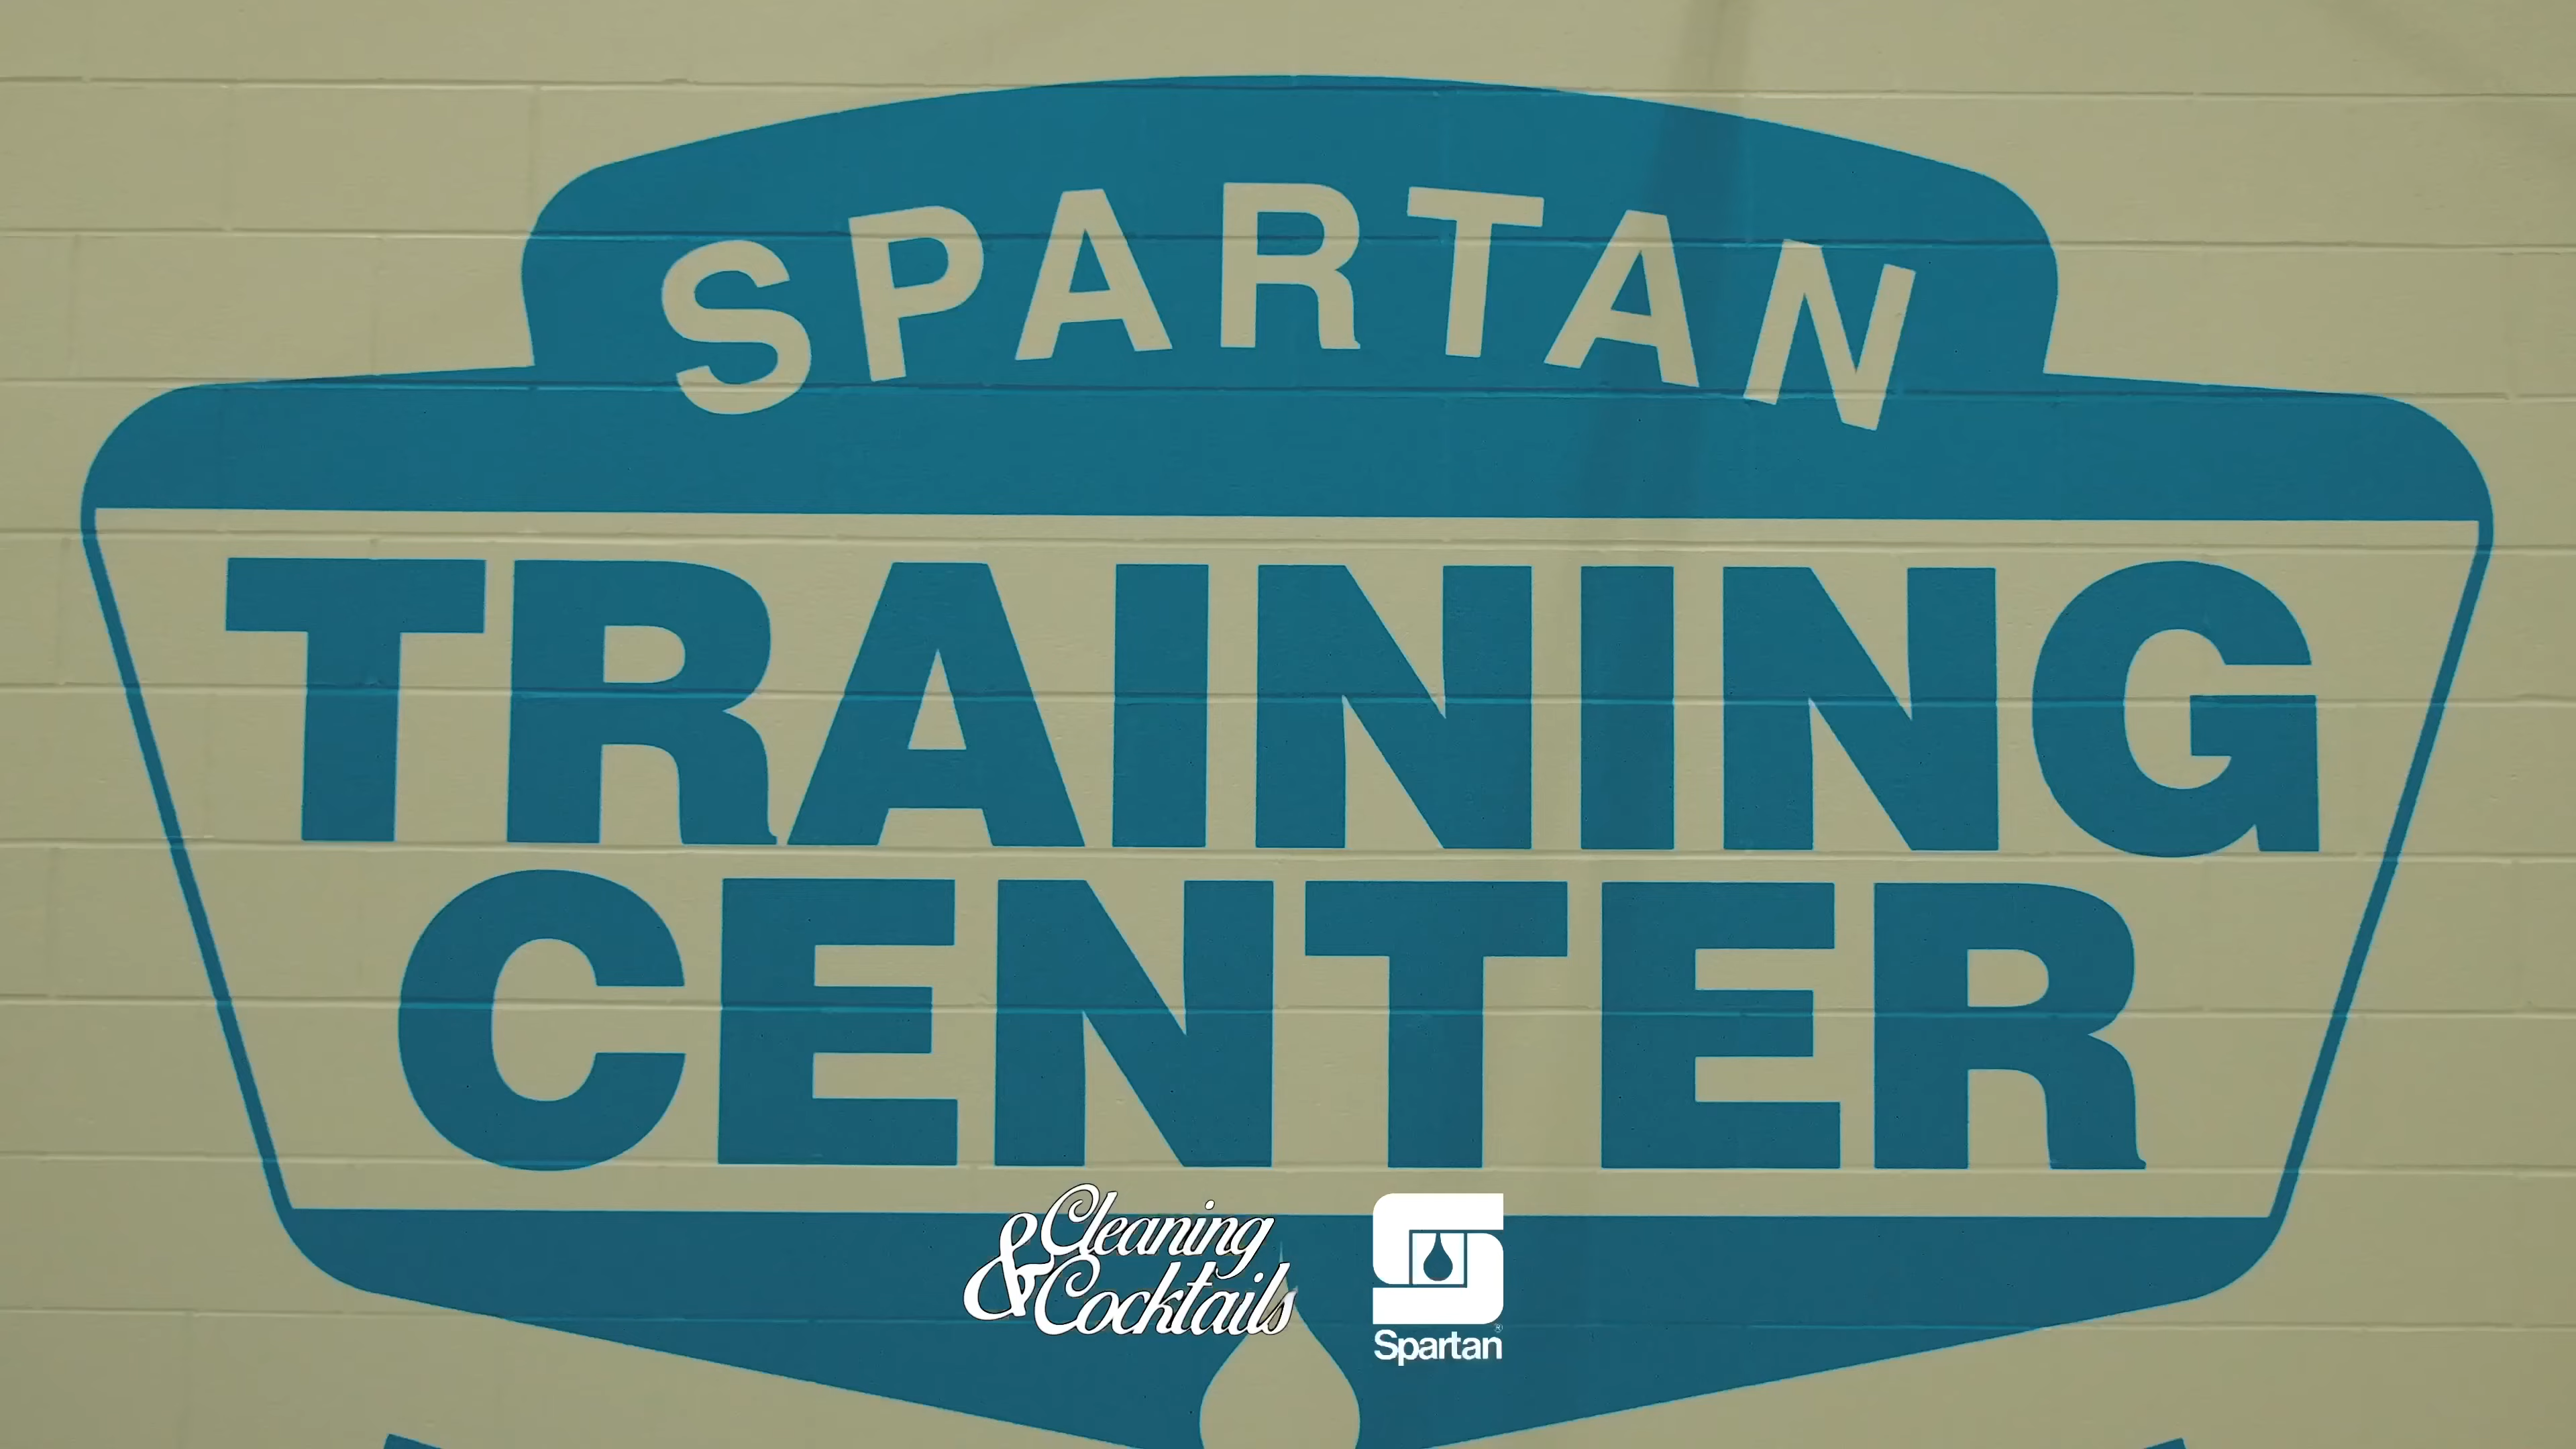 SPARTAN
TRAINING
CENTER
Cleaning
& Cocktails
Spartan®